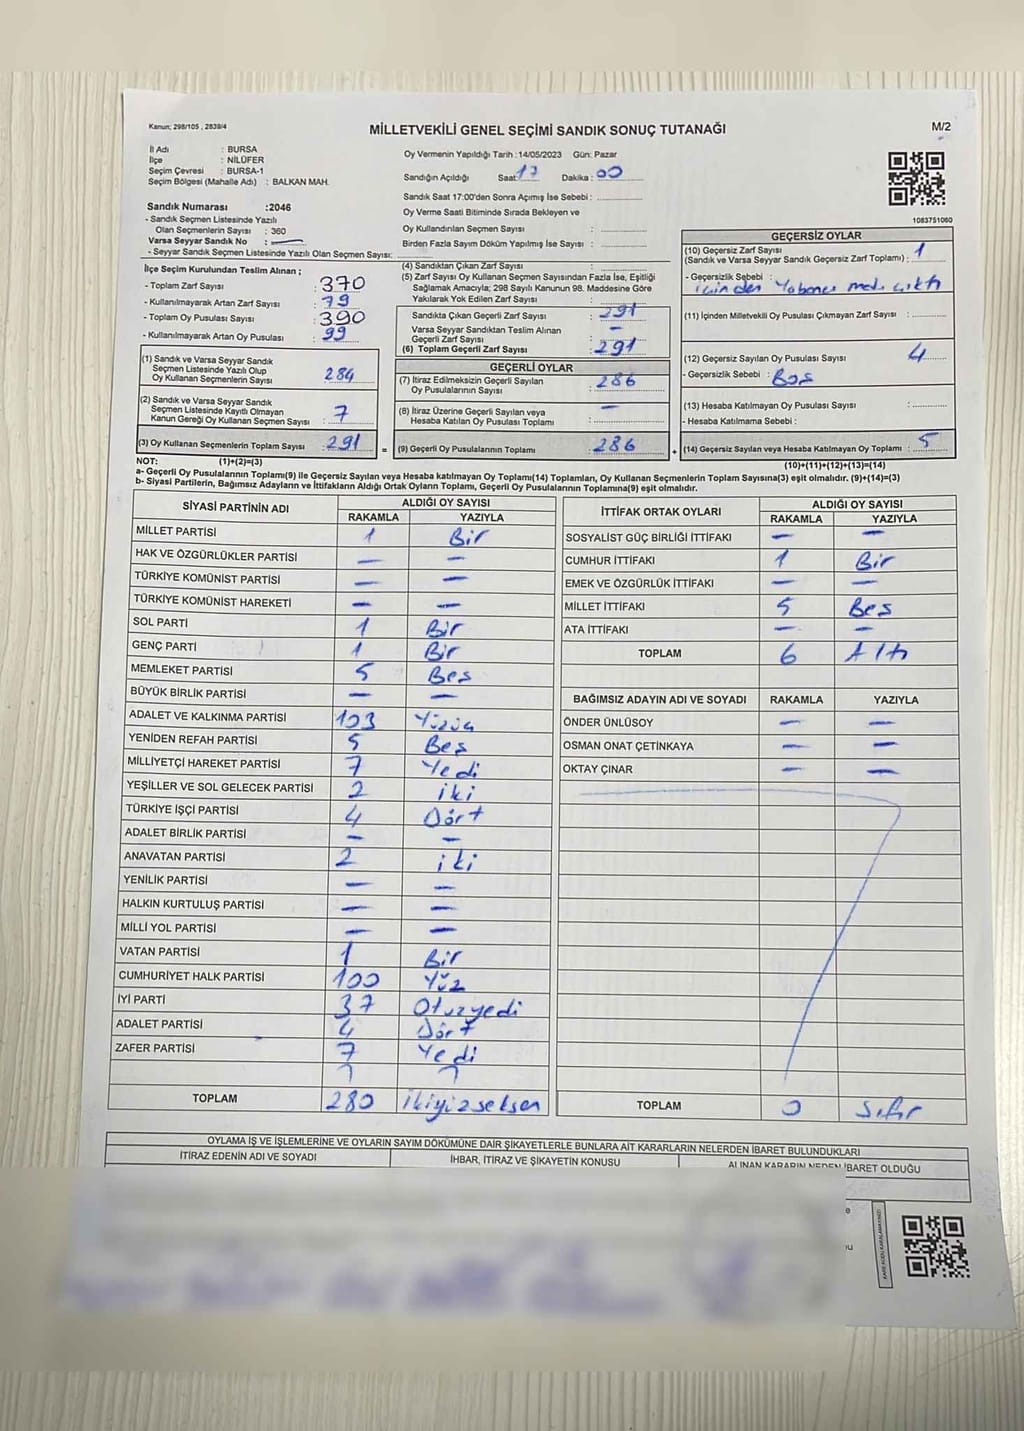 Kanun; 298/105 , 2839/4
MİLLETVEKİLİ GENEL SEÇİMİ SANDIK SONUÇ TUTANAĞI
M/2
İl Adı : BURSA
İlçe : NİLÜFER
Seçim Çevresi : BURSA-1
Seçim Bölgesi (Mahalle Adı) : BALKAN MAH.
Sandık Numarası :2046
- Sandık Seçmen Listesinde Yazılı
Olan Seçmenlerin Sayısı : 360
Varsa Seyyar Sandık No : —
- Seyyar Sandık Seçmen Listesinde Yazılı Olan Seçmen Sayısı:
İlçe Seçim Kurulundan Teslim Alınan ;
- Toplam Zarf Sayısı : 370
- Kullanılmayarak Artan Zarf Sayısı : 79
- Toplam Oy Pusulası Sayısı : 390
- Kullanılmayarak Artan Oy Pusulası : 99
(1) Sandık ve Varsa Seyyar Sandık
Seçmen Listesinde Yazılı Olup
Oy Kullanan Seçmenlerin Sayısı 284
(2) Sandık ve Varsa Seyyar Sandık
Seçmen Listesinde Kayıtlı Olmayan
Kanun Gereği Oy Kullanan Seçmen Sayısı : 7
(3) Oy Kullanan Seçmenlerin Toplam Sayısı : 291
Oy Vermenin Yapıldığı Tarih :14/05/2023 Gün: Pazar
Sandığın Açıldığı Saat: 17 Dakika : 00
Sandık Saat 17:00'den Sonra Açımış İse Sebebi :
Oy Verme Saati Bitiminde Sırada Bekleyen ve
Oy Kullandırılan Seçmen Sayısı :
Birden Fazla Sayım Döküm Yapılmış İse Sayısı :
(4) Sandıktan Çıkan Zarf Sayısı :
(5) Zarf Sayısı Oy Kullanan Seçmen Sayısından Fazla İse, Eşitliği
Sağlamak Amacıyla; 298 Sayılı Kanunun 98. Maddesine Göre
Yakılarak Yok Edilen Zarf Sayısı :
Sandıkta Çıkan Geçerli Zarf Sayısı : 291
Varsa Seyyar Sandıktan Teslim Alınan
Geçerli Zarf Sayısı : —
(6) Toplam Geçerli Zarf Sayısı : 291
GEÇERLİ OYLAR
(7) İtiraz Edilmeksizin Geçerli Sayılan
Oy Pusulalarının Sayısı : 286
(8) İtiraz Üzerine Geçerli Sayılan veya
Hesaba Katılan Oy Pusulası Toplamı : —
= (9) Geçerli Oy Pusulalarının Toplamı : 286
1083751060
GEÇERSİZ OYLAR
(10) Geçersiz Zarf Sayısı
(Sandık ve Varsa Seyyar Sandık Geçersiz Zarf Toplamı) : 1
- Geçersizlik Sebebi :
içinden Yabancı mad. çıktı
(11) İçinden Milletvekili Oy Pusulası Çıkmayan Zarf Sayısı :
(12) Geçersiz Sayılan Oy Pusulası Sayısı : 4
- Geçersizlik Sebebi : Boş
(13) Hesaba Katılmayan Oy Pusulası Sayısı :
- Hesaba Katılmama Sebebi :
+ (14) Geçersiz Sayılan veya Hesaba Katılmayan Oy Toplamı : 5
NOT: (1)+(2)=(3)
(10)+(11)+(12)+(13)=(14)
a- Geçerli Oy Pusulalarının Toplamı(9) ile Geçersiz Sayılan veya Hesaba katılmayan Oy Toplamı(14) Toplamları, Oy Kullanan Seçmenlerin Toplam Sayısına(3) eşit olmalıdır. (9)+(14)=(3)
b- Siyasi Partilerin, Bağımsız Adayların ve İttifakların Aldığı Ortak Oyların Toplamı, Geçerli Oy Pusulalarının Toplamına(9) eşit olmalıdır.
SİYASİ PARTİNİN ADI ALDIĞI OY SAYISI
RAKAMLA YAZIYLA
MİLLET PARTİSİ 1 Bir
HAK VE ÖZGÜRLÜKLER PARTİSİ — —
TÜRKİYE KOMÜNİST PARTİSİ — —
TÜRKİYE KOMÜNİST HAREKETİ — —
SOL PARTİ 1 Bir
GENÇ PARTİ 1 Bir
MEMLEKET PARTİSİ 5 Beş
BÜYÜK BİRLİK PARTİSİ — —
ADALET VE KALKINMA PARTİSİ 103 Yüzüç
YENİDEN REFAH PARTİSİ 5 Beş
MİLLİYETÇİ HAREKET PARTİSİ 7 Yedi
YEŞİLLER VE SOL GELECEK PARTİSİ 2 iki
TÜRKİYE İŞÇİ PARTİSİ 4 Dört
ADALET BİRLİK PARTİSİ — —
ANAVATAN PARTİSİ 2 iki
YENİLİK PARTİSİ — —
HALKIN KURTULUŞ PARTİSİ — —
MİLLİ YOL PARTİSİ — —
VATAN PARTİSİ 1 Bir
CUMHURİYET HALK PARTİSİ 100 Yüz
İYİ PARTİ 37 Otuzyedi
ADALET PARTİSİ 4 Dört
ZAFER PARTİSİ 7 Yedi
TOPLAM 280 ikiyüzseksen
İTTİFAK ORTAK OYLARI ALDIĞI OY SAYISI
RAKAMLA YAZIYLA
SOSYALİST GÜÇ BİRLİĞİ İTTİFAKI — —
CUMHUR İTTİFAKI 1 Bir
EMEK VE ÖZGÜRLÜK İTTİFAKI — —
MİLLET İTTİFAKI 5 Beş
ATA İTTİFAKI — —
TOPLAM 6 Altı
BAĞIMSIZ ADAYIN ADI VE SOYADI RAKAMLA YAZIYLA
ÖNDER ÜNLÜSOY — —
OSMAN ONAT ÇETİNKAYA — —
OKTAY ÇINAR — —
TOPLAM 0 Sıfır
OYLAMA İŞ VE İŞLEMLERİNE VE OYLARIN SAYIM DÖKÜMÜNE DAİR ŞİKAYETLERLE BUNLARA AİT KARARLARIN NELERDEN İBARET BULUNDUKLARI
İTİRAZ EDENİN ADI VE SOYADI İHBAR, İTİRAZ VE ŞİKAYETİN KONUSU ALINAN KARARIN NEDEN İBARET OLDUĞU